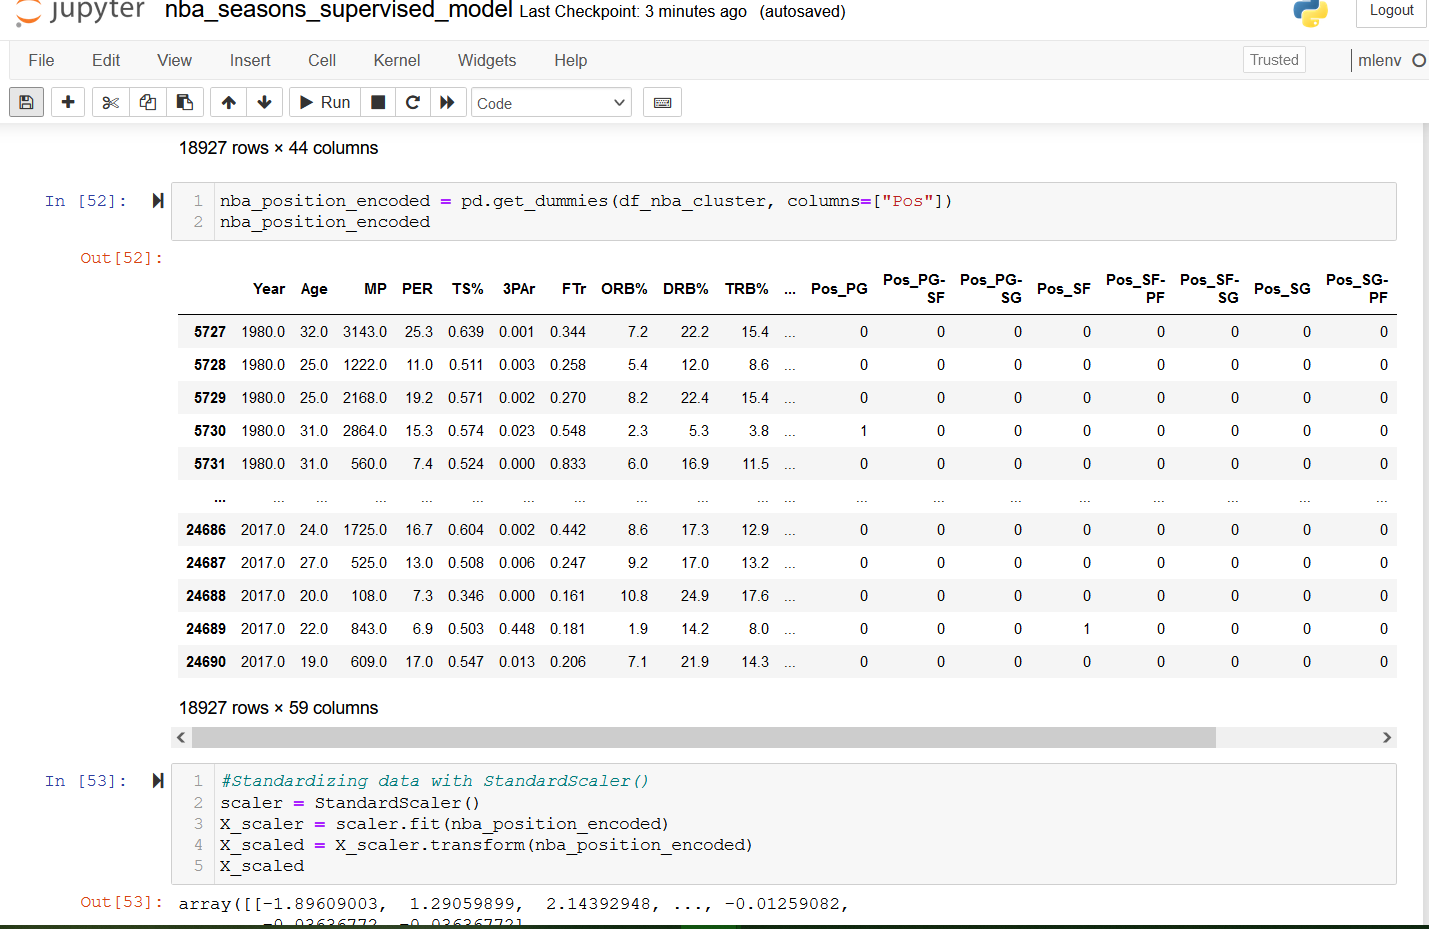 jupyter nba_seasons_supervised_model Last Checkpoint: 3 minutes ago (autosaved) Logout
File Edit View Insert Cell Kernel Widgets Help Trusted mlenv
Run Code
18927 rows × 44 columns
In [52]: 1 nba_position_encoded = pd.get_dummies(df_nba_cluster, columns=["Pos"])
2 nba_position_encoded
Out[52]:
Year Age MP PER TS% 3PAr FTr ORB% DRB% TRB% ... Pos_PG Pos_PG-SF Pos_PG-SG Pos_SF Pos_SF-PF Pos_SF-SG Pos_SG Pos_SG-PF
5727 1980.0 32.0 3143.0 25.3 0.639 0.001 0.344 7.2 22.2 15.4 ... 0 0 0 0 0 0 0 0
5728 1980.0 25.0 1222.0 11.0 0.511 0.003 0.258 5.4 12.0 8.6 ... 0 0 0 0 0 0 0 0
5729 1980.0 25.0 2168.0 19.2 0.571 0.002 0.270 8.2 22.4 15.4 ... 0 0 0 0 0 0 0 0
5730 1980.0 31.0 2864.0 15.3 0.574 0.023 0.548 2.3 5.3 3.8 ... 1 0 0 0 0 0 0 0
5731 1980.0 31.0 560.0 7.4 0.524 0.000 0.833 6.0 16.9 11.5 ... 0 0 0 0 0 0 0 0
... ... ... ... ... ... ... ... ... ... ... ... ... ... ... ... ... ... ... ...
24686 2017.0 24.0 1725.0 16.7 0.604 0.002 0.442 8.6 17.3 12.9 ... 0 0 0 0 0 0 0 0
24687 2017.0 27.0 525.0 13.0 0.508 0.006 0.247 9.2 17.0 13.2 ... 0 0 0 0 0 0 0 0
24688 2017.0 20.0 108.0 7.3 0.346 0.000 0.161 10.8 24.9 17.6 ... 0 0 0 0 0 0 0 0
24689 2017.0 22.0 843.0 6.9 0.503 0.448 0.181 1.9 14.2 8.0 ... 0 0 0 1 0 0 0 0
24690 2017.0 19.0 609.0 17.0 0.547 0.013 0.206 7.1 21.9 14.3 ... 0 0 0 0 0 0 0 0
18927 rows × 59 columns
In [53]: 1 #Standardizing data with StandardScaler()
2 scaler = StandardScaler()
3 X_scaler = scaler.fit(nba_position_encoded)
4 X_scaled = X_scaler.transform(nba_position_encoded)
5 X_scaled
Out[53]: array([[-1.89609003, 1.29059899, 2.14392948, ..., -0.01259082,
-0.03636772, -0.03636772],